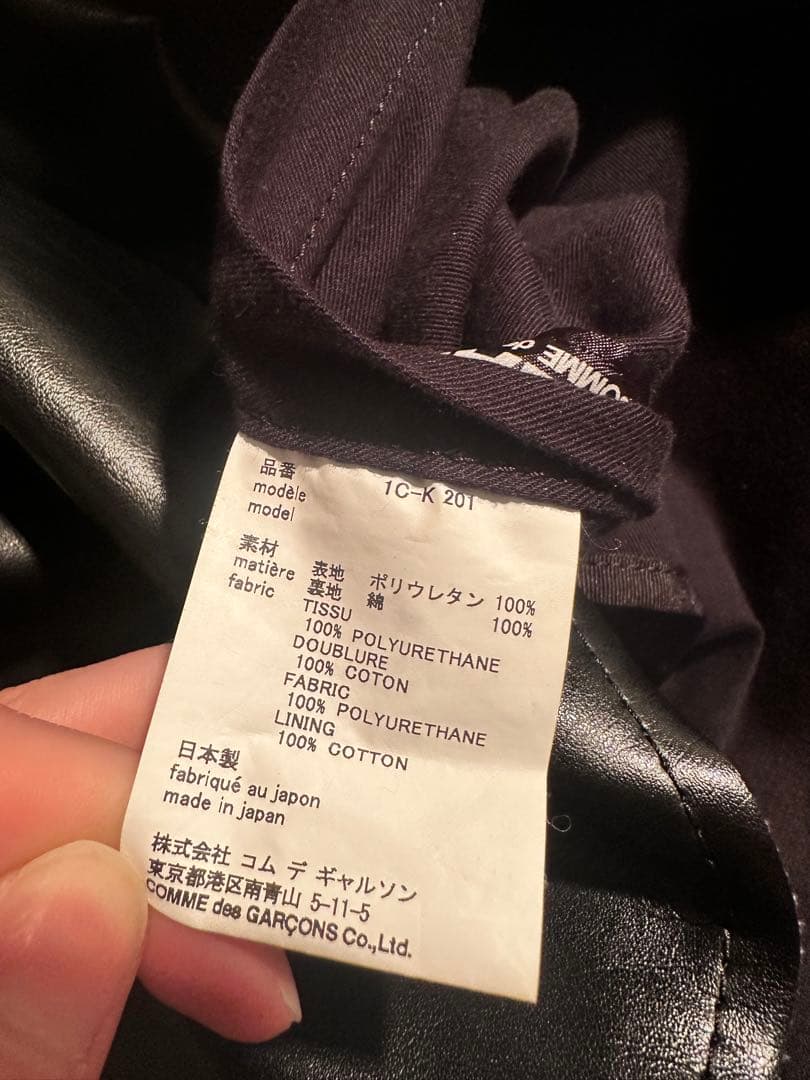 OMME de
品番
modèle 1C-K 201
model
素材
matière 表地 ポリウレタン 100%
fabric 裏地 綿 100%
TISSU
100% POLYURETHANE
DOUBLURE
100% COTON
FABRIC
100% POLYURETHANE
LINING
100% COTTON
日本製
fabriqué au japon
made in japan
株式会社 コム デ ギャルソン
東京都港区南青山 5-11-5
COMME des GARÇONS Co.,Ltd.